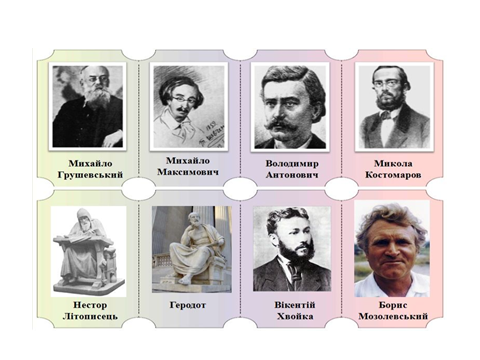 Михайло
Грушевський
Михайло
Максимович
Володимир
Антонович
Микола
Костомаров
Нестор
Літописець
Геродот
Вікентій
Хвойка
Борис
Мозолевський